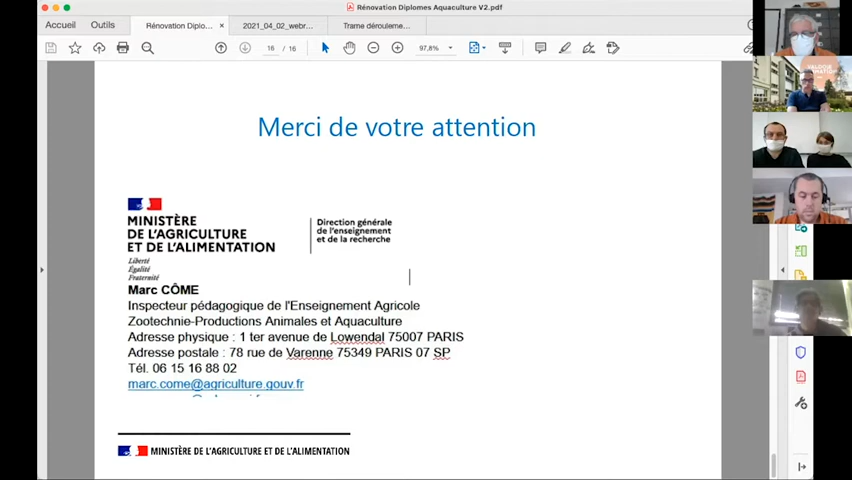 Rénovation Diplomes Aquaculture V2.pdf
Accueil
Outils
Rénovation Diplo...
2021_04_02_webr...
Trame dérouleme...
16 / 16
97,8%
Merci de votre attention
MINISTÈRE
DE L'AGRICULTURE
ET DE L'ALIMENTATION
Liberté
Égalité
Fraternité
Direction générale
de l'enseignement
et de la recherche
Marc CÔME
Inspecteur pédagogique de l'Enseignement Agricole
Zootechnie-Productions Animales et Aquaculture
Adresse physique : 1 ter avenue de Lowendal 75007 PARIS
Adresse postale : 78 rue de Varenne 75349 PARIS 07 SP
Tél. 06 15 16 88 02
marc.come@agriculture.gouv.fr
MINISTÈRE DE L'AGRICULTURE ET DE L'ALIMENTATION